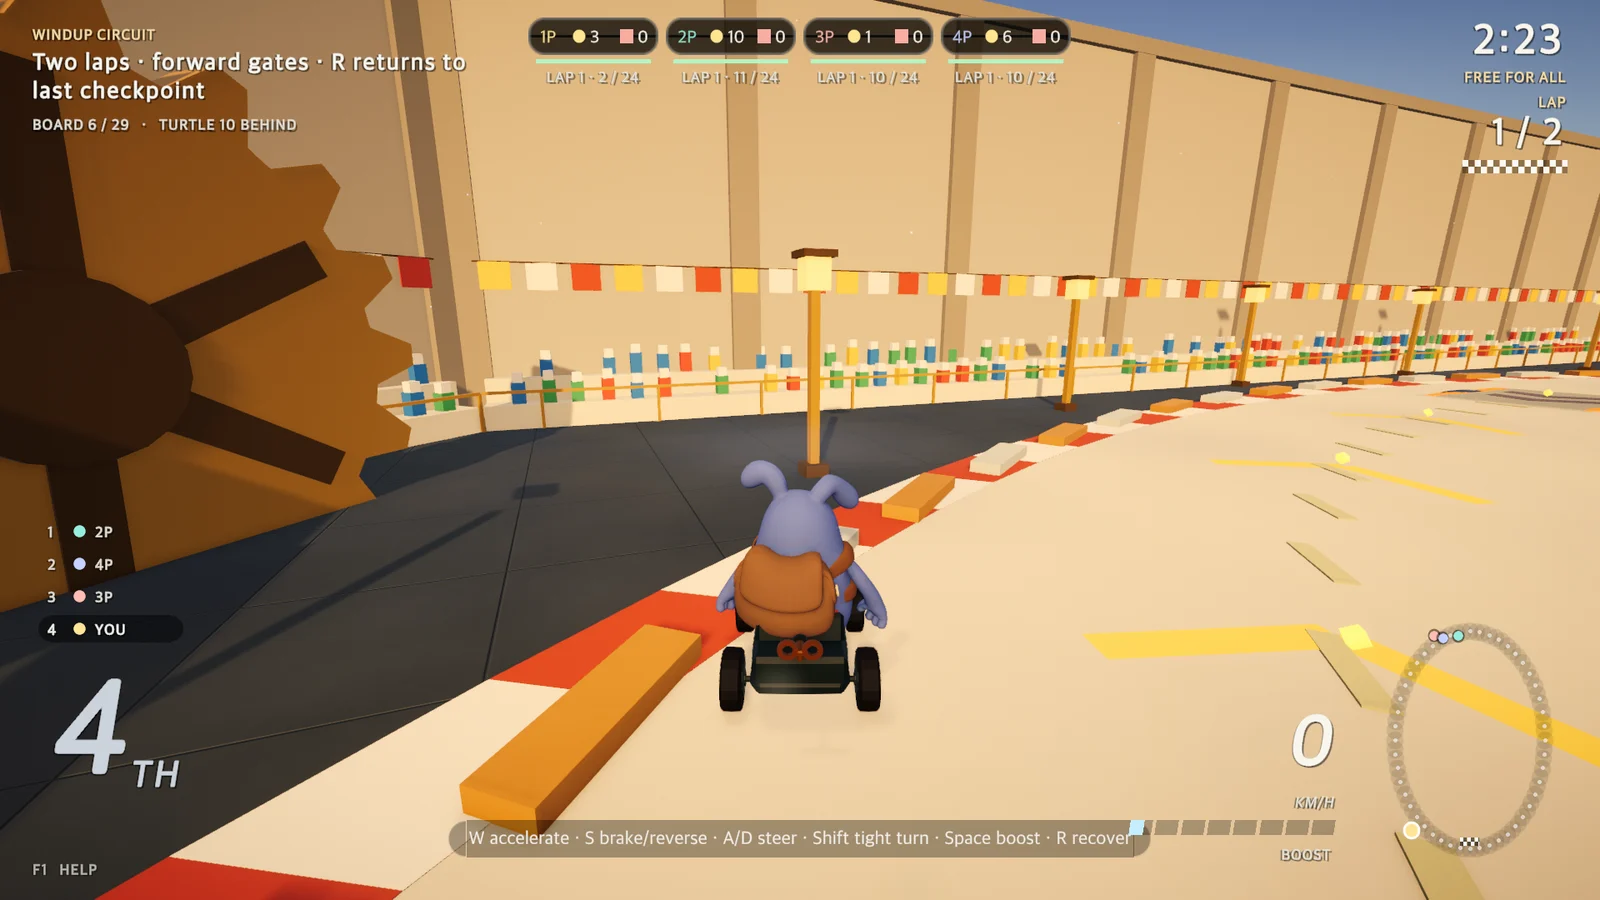 WINDUP CIRCUIT
Two laps · forward gates · R returns to
last checkpoint
BOARD 6 / 29 · TURTLE 10 BEHIND
1P 3 0
2P 10 0
3P 1 0
4P 6 0
LAP 1 · 2 / 24
LAP 1 · 11 / 24
LAP 1 · 10 / 24
LAP 1 · 10 / 24
2:23
FREE FOR ALL
LAP
1 / 2
1 2P
2 4P
3 3P
4 YOU
4 TH
0
KM/H
W accelerate · S brake/reverse · A/D steer · Shift tight turn · Space boost · R recover
BOOST
F1 HELP